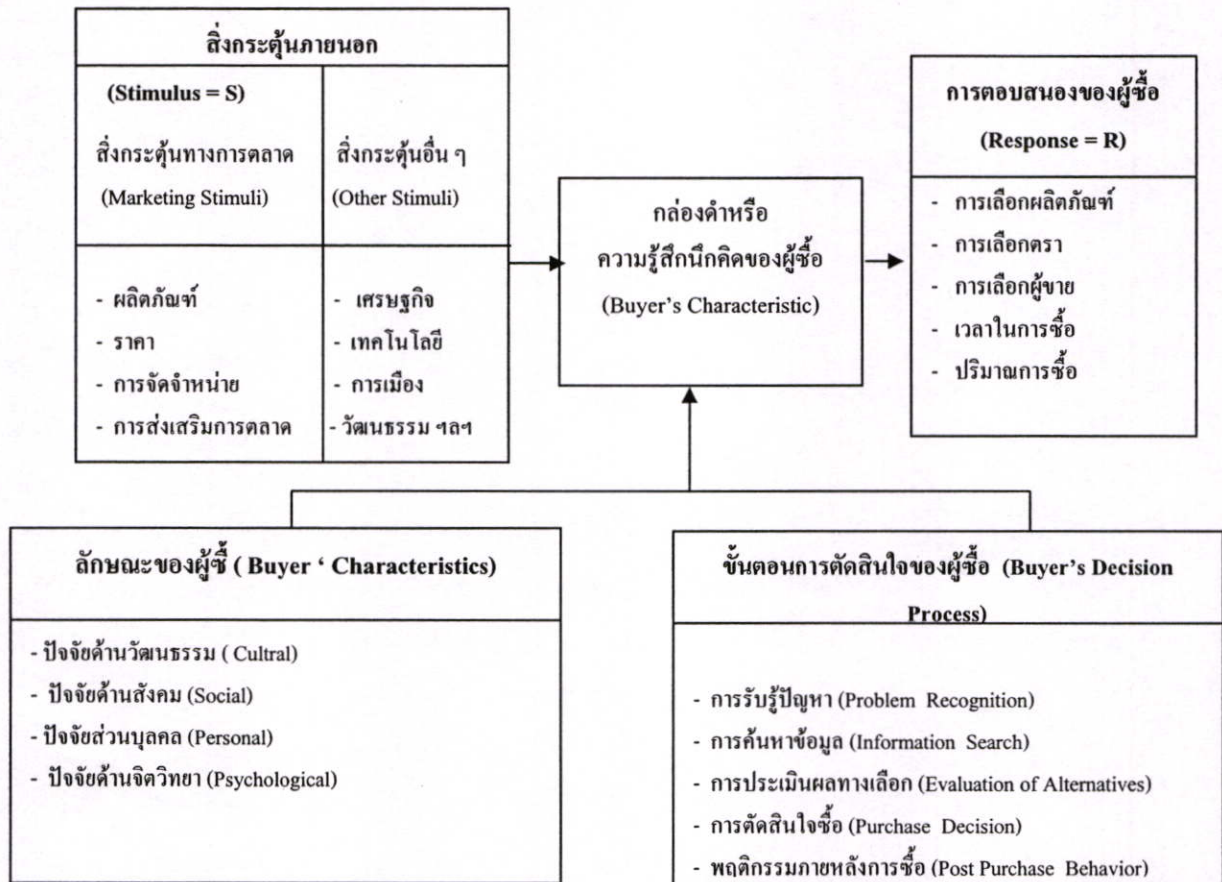 สิ่งกระตุ้นภายนอก
(Stimulus = S)
สิ่งกระตุ้นทางการตลาด
(Marketing Stimuli)
สิ่งกระตุ้นอื่น ๆ
(Other Stimuli)
- ผลิตภัณฑ์
- ราคา
- การจัดจำหน่าย
- การส่งเสริมการตลาด
- เศรษฐกิจ
- เทคโนโลยี
- การเมือง
- วัฒนธรรม ฯลฯ
กล่องดำหรือ
ความรู้สึกนึกคิดของผู้ซื้อ
(Buyer's Characteristic)
การตอบสนองของผู้ซื้อ
(Response = R)
- การเลือกผลิตภัณฑ์
- การเลือกตรา
- การเลือกผู้ขาย
- เวลาในการซื้อ
- ปริมาณการซื้อ
ลักษณะของผู้ซี้ ( Buyer ‘ Characteristics)
- ปัจจัยด้านวัฒนธรรม ( Cultral)
- ปัจจัยด้านสังคม (Social)
- ปัจจัยส่วนบุคคล (Personal)
- ปัจจัยด้านจิตวิทยา (Psychological)
ขั้นตอนการตัดสินใจของผู้ซื้อ (Buyer's Decision
Process)
- การรับรู้ปัญหา (Problem Recognition)
- การค้นหาข้อมูล (Information Search)
- การประเมินผลทางเลือก (Evaluation of Alternatives)
- การตัดสินใจซื้อ (Purchase Decision)
- พฤติกรรมภายหลังการซื้อ (Post Purchase Behavior)